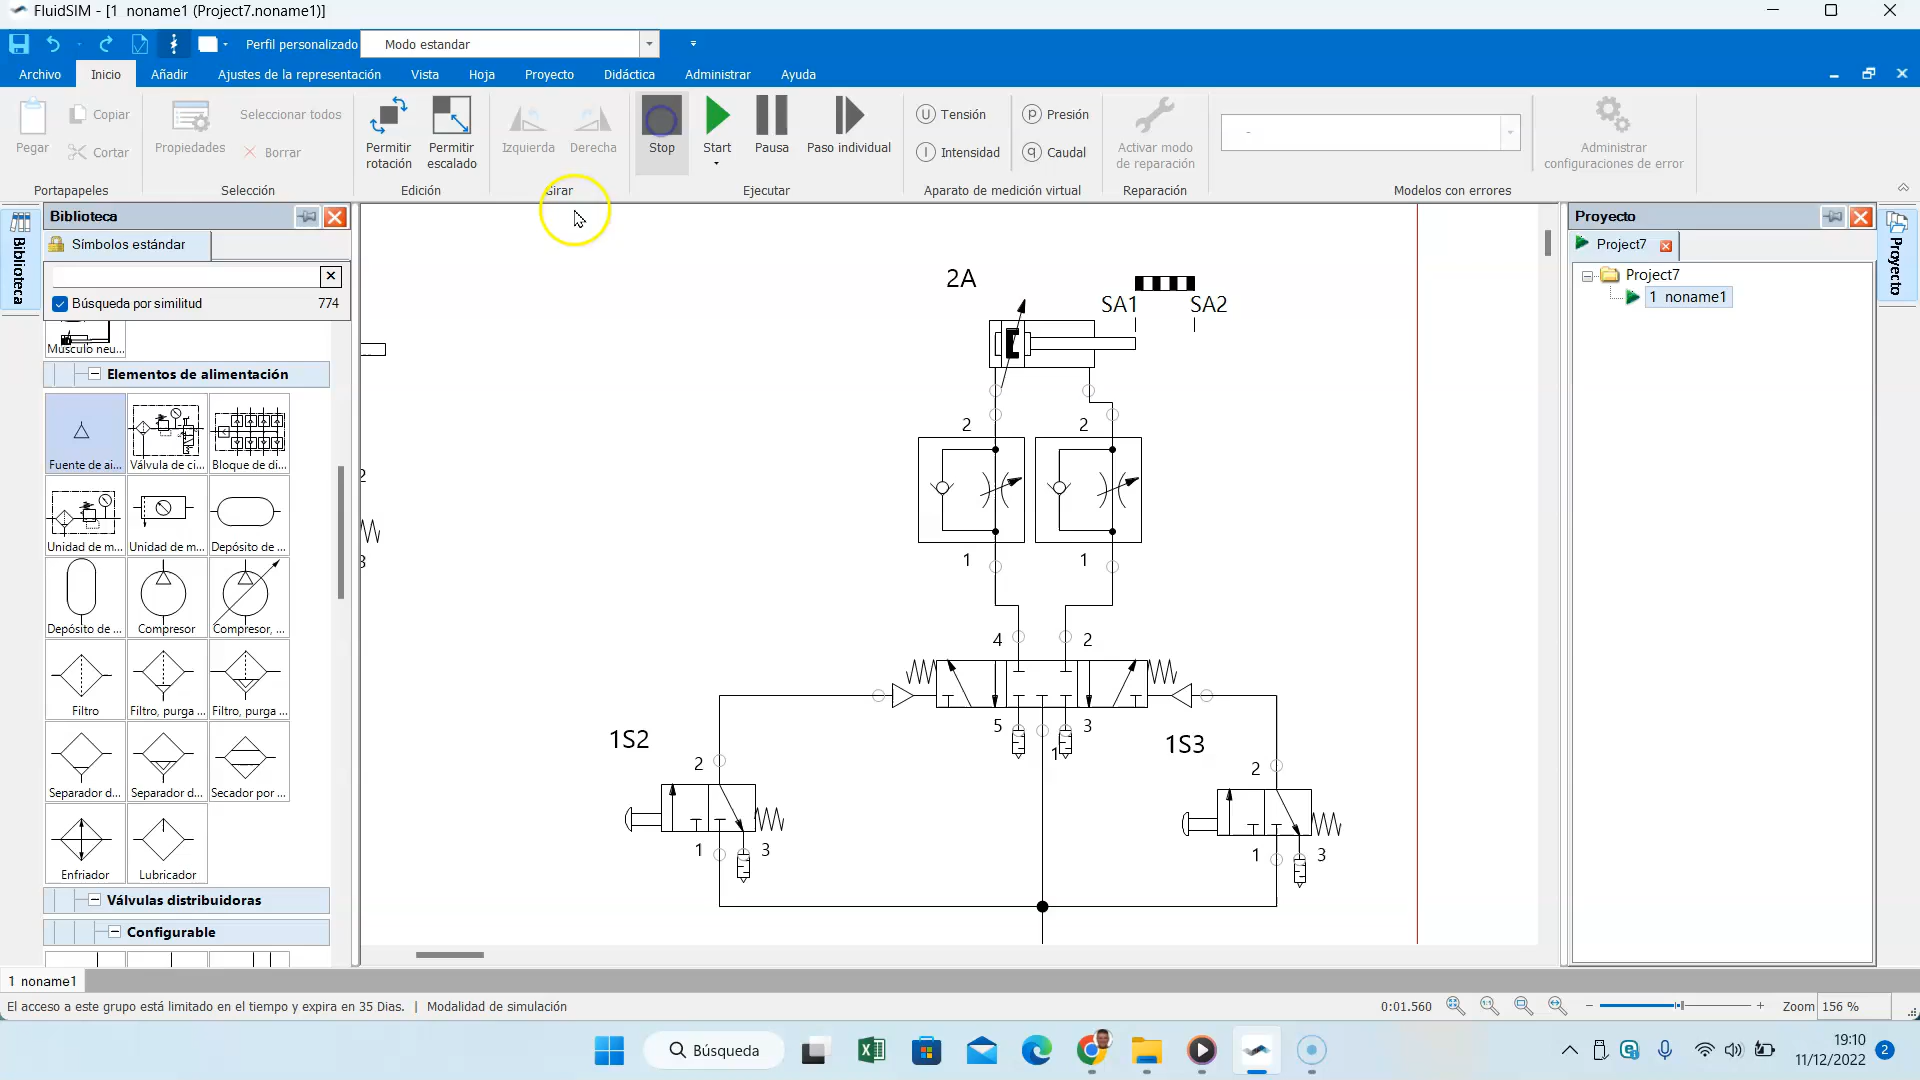 FluidSIM - [1  noname1 (Project7.noname1)]
Perfil personalizado Modo estandar
Archivo Inicio Añadir Ajustes de la representación Vista Hoja Proyecto Didáctica Administrar Ayuda
Pegar Copiar Cortar
Portapapeles
Propiedades Seleccionar todos Borrar
Selección
Permitir rotación Permitir escalado
Edición
Izquierda Derecha
Stop Start Pausa Paso individual
Ejecutar
U Tensión P Presión
I Intensidad q Caudal
Aparato de medición virtual
Activar modo de reparación
Reparación
-
Administrar configuraciones de error
Modelos con errores
Biblioteca
Biblioteca
Símbolos estándar
Búsqueda por similitud 774
Músculo neu...
Elementos de alimentación
Fuente de ai... Válvula de ci... Bloque de di...
Unidad de m... Unidad de m... Depósito de ...
Depósito de ... Compresor Compresor, ...
Filtro Filtro, purga ... Filtro, purga ...
Separador d... Separador d... Secador por ...
Enfriador Lubricador
Válvulas distribuidoras
Configurable
2A
SA1 SA2
2 2
1 1
4 2
5 3
1
1S2
2
1 3
1S3
2
1 3
Proyecto
Project7
Project7
1 noname1
Proyecto
1 noname1
El acceso a este grupo está limitado en el tiempo y expira en 35 Dias. | Modalidad de simulación
0:01.560 Zoom 156 %
Búsqueda
19:10
11/12/2022
2